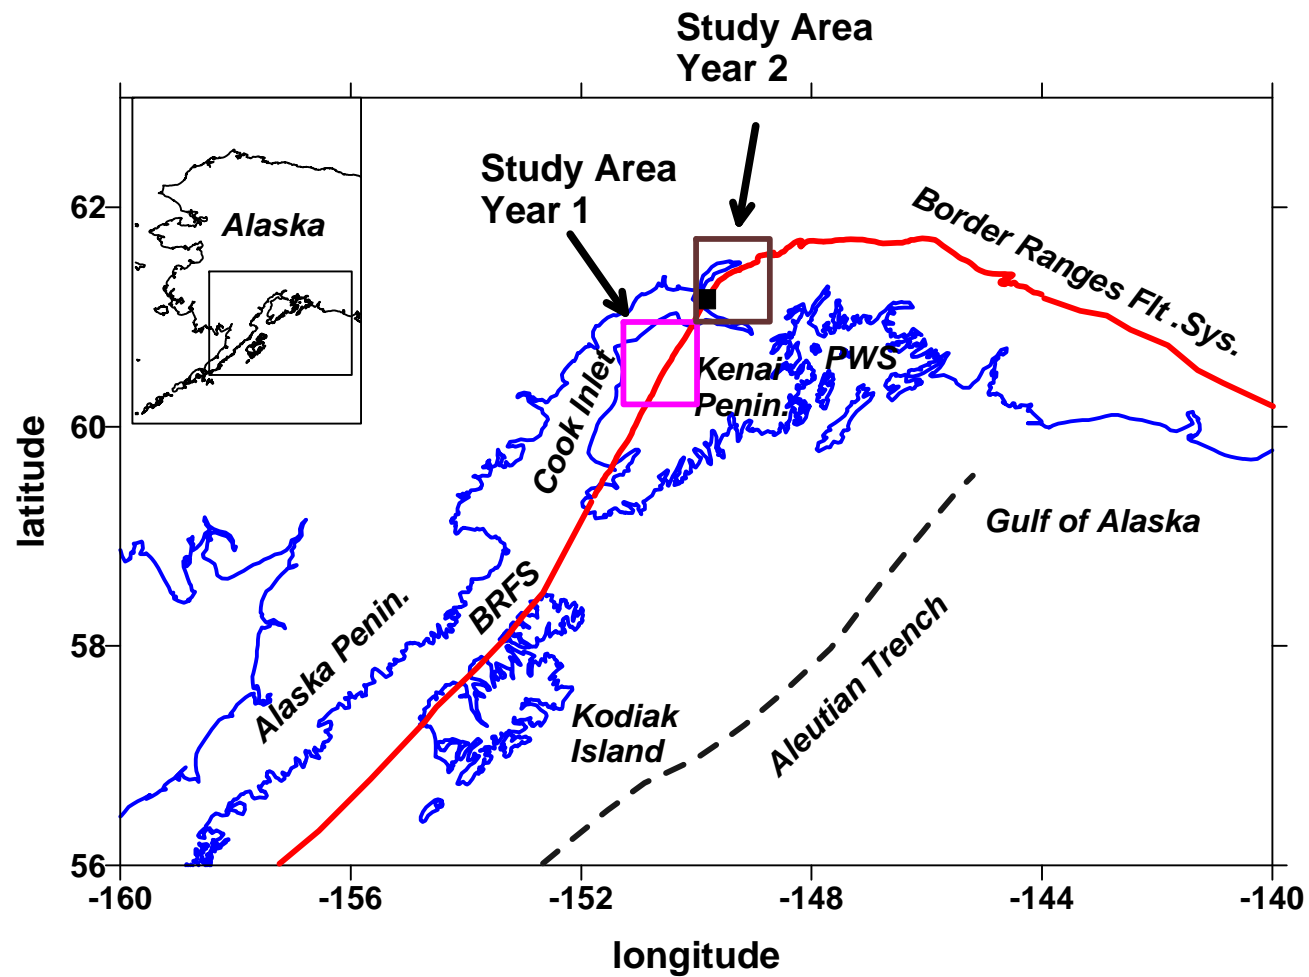 Study Area
Year 2
Study Area
Year 1
Alaska
Border Ranges Flt .Sys.
PWS
Kenai
Penin.
Cook Inlet
Gulf of Alaska
BRFS
Alaska Penin.
Kodiak
Island
Aleutian Trench
62
60
58
56
latitude
-160
-156
-152
-148
-144
-140
longitude